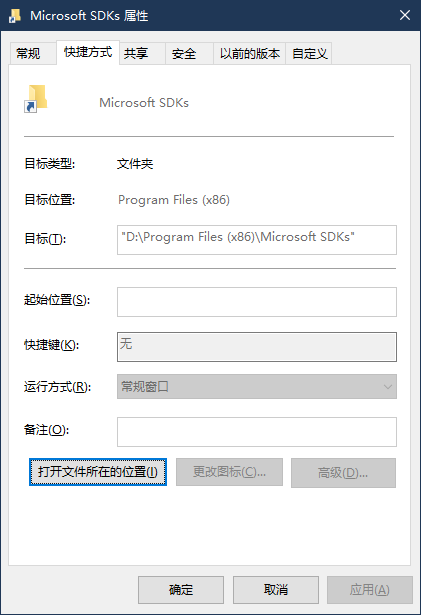 Microsoft SDKs 属性
常规 快捷方式 共享 安全 以前的版本 自定义
Microsoft SDKs
目标类型: 文件夹
目标位置: Program Files (x86)
目标(T): "D:\Program Files (x86)\Microsoft SDKs"
起始位置(S):
快捷键(K): 无
运行方式(R): 常规窗口
备注(O):
打开文件所在的位置(I) 更改图标(C)... 高级(D)...
确定 取消 应用(A)